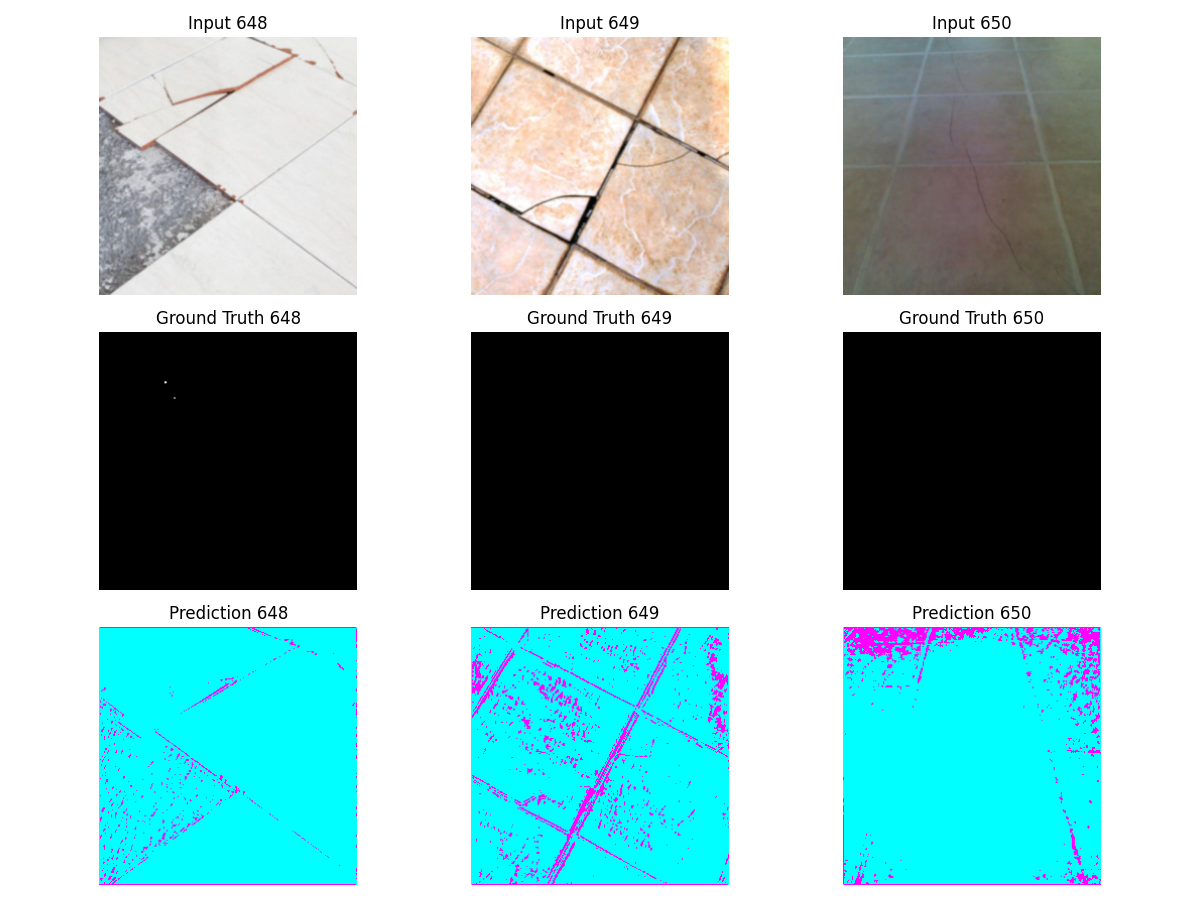 Input 648
Input 649
Input 650
Ground Truth 648
Ground Truth 649
Ground Truth 650
Prediction 648
Prediction 649
Prediction 650